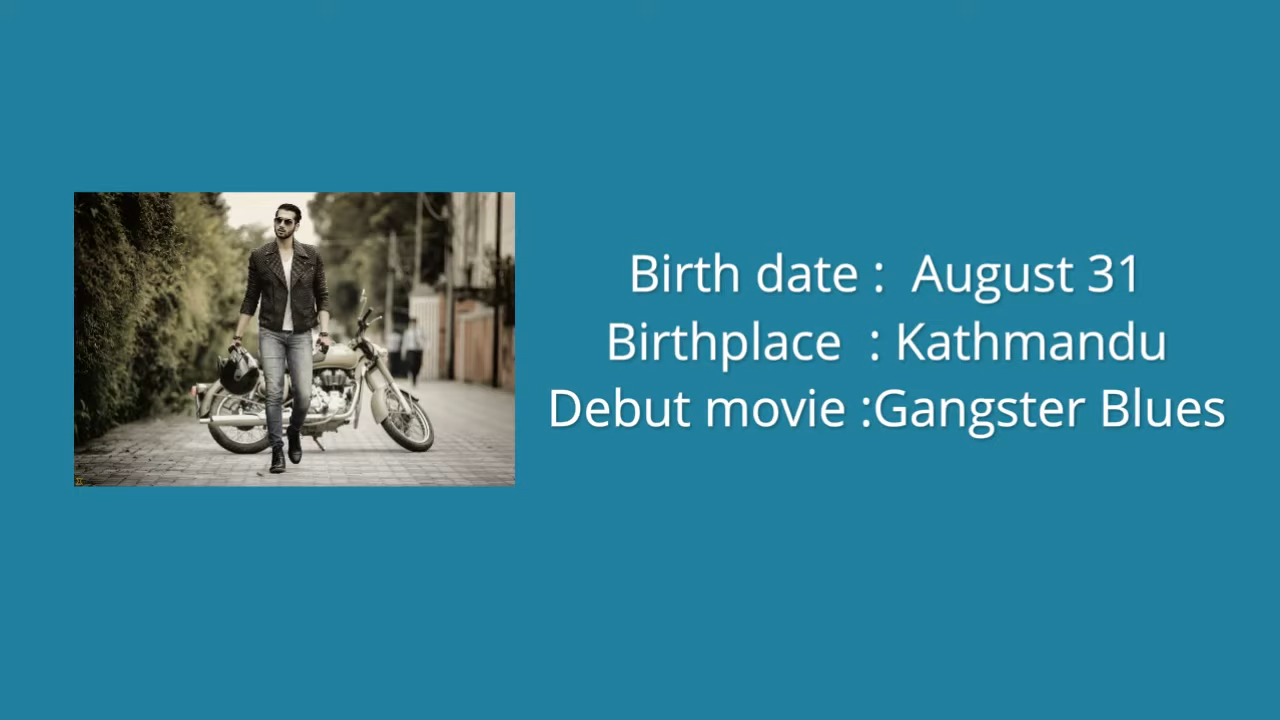 Birth date :  August 31
Birthplace  : Kathmandu
Debut movie :Gangster Blues